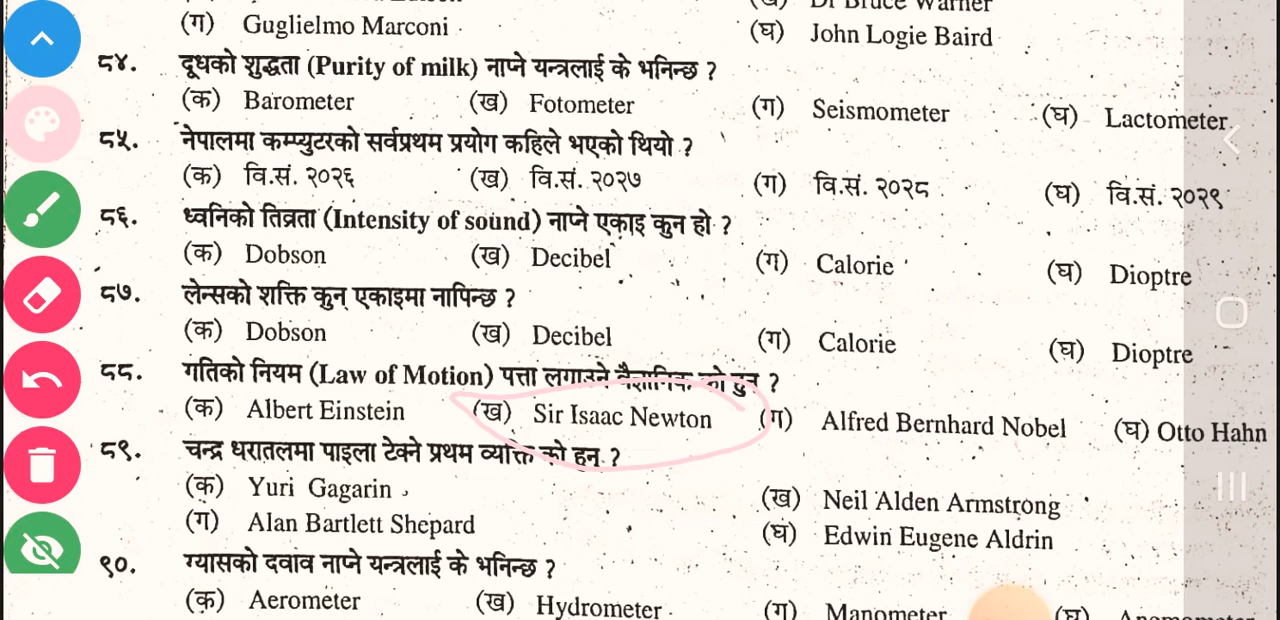 (ग) Guglielmo Marconi
(घ) John Logie Baird
८४. दूधको शुद्धता (Purity of milk) नाप्ने यन्त्रलाई के भनिन्छ ?
(क) Barometer (ख) Fotometer (ग) Seismometer (घ) Lactometer
८५. नेपालमा कम्प्युटरको सर्वप्रथम प्रयोग कहिले भएको थियो ?
(क) वि.सं. २०२६ (ख) वि.सं. २०२७ (ग) वि.सं. २०२८ (घ) वि.सं. २०२९
८६. ध्वनिको तिव्रता (Intensity of sound) नाप्ने एकाइ कुन हो ?
(क) Dobson (ख) Decibel (ग) Calorie (घ) Dioptre
८७. लेन्सको शक्ति कुन् एकाइमा नापिन्छ ?
(क) Dobson (ख) Decibel (ग) Calorie (घ) Dioptre
८८. गतिको नियम (Law of Motion) पत्ता लगाउने वैज्ञानिक को हुन् ?
(क) Albert Einstein (ख) Sir Isaac Newton (ग) Alfred Bernhard Nobel (घ) Otto Hahn
८९. चन्द्र धरातलमा पाइला टेक्ने प्रथम व्यक्ति को हुन् ?
(क) Yuri Gagarin (ख) Neil Alden Armstrong
(ग) Alan Bartlett Shepard (घ) Edwin Eugene Aldrin
९०. ग्यासको दवाव नाप्ने यन्त्रलाई के भनिन्छ ?
(क) Aerometer (ख) Hydrometer (ग) Manometer (घ)